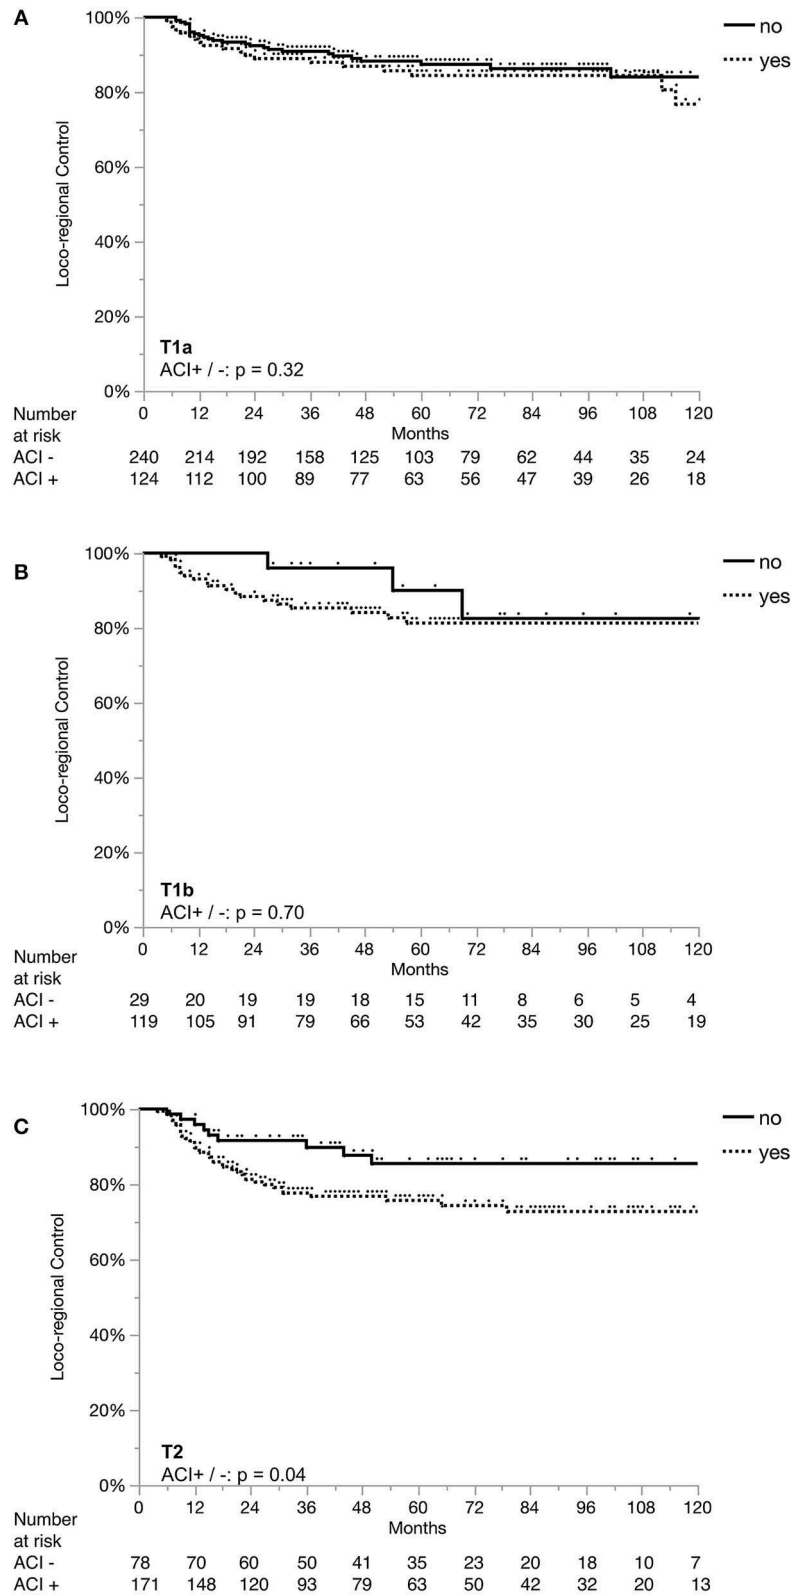 A
100%
80%
60%
40%
20%
0%
Loco-regional Control
no
yes
T1a
ACI+ / -: p = 0.32
0 12 24 36 48 60 72 84 96 108 120
Months
Number
at risk
ACI - 240 214 192 158 125 103 79 62 44 35 24
ACI + 124 112 100 89 77 63 56 47 39 26 18
B
100%
80%
60%
40%
20%
0%
Loco-regional Control
no
yes
T1b
ACI+ / -: p = 0.70
0 12 24 36 48 60 72 84 96 108 120
Months
Number
at risk
ACI - 29 20 19 19 18 15 11 8 6 5 4
ACI + 119 105 91 79 66 53 42 35 30 25 19
C
100%
80%
60%
40%
20%
0%
Loco-regional Control
no
yes
T2
ACI+ / -: p = 0.04
0 12 24 36 48 60 72 84 96 108 120
Months
Number
at risk
ACI - 78 70 60 50 41 35 23 20 18 10 7
ACI + 171 148 120 93 79 63 50 42 32 20 13